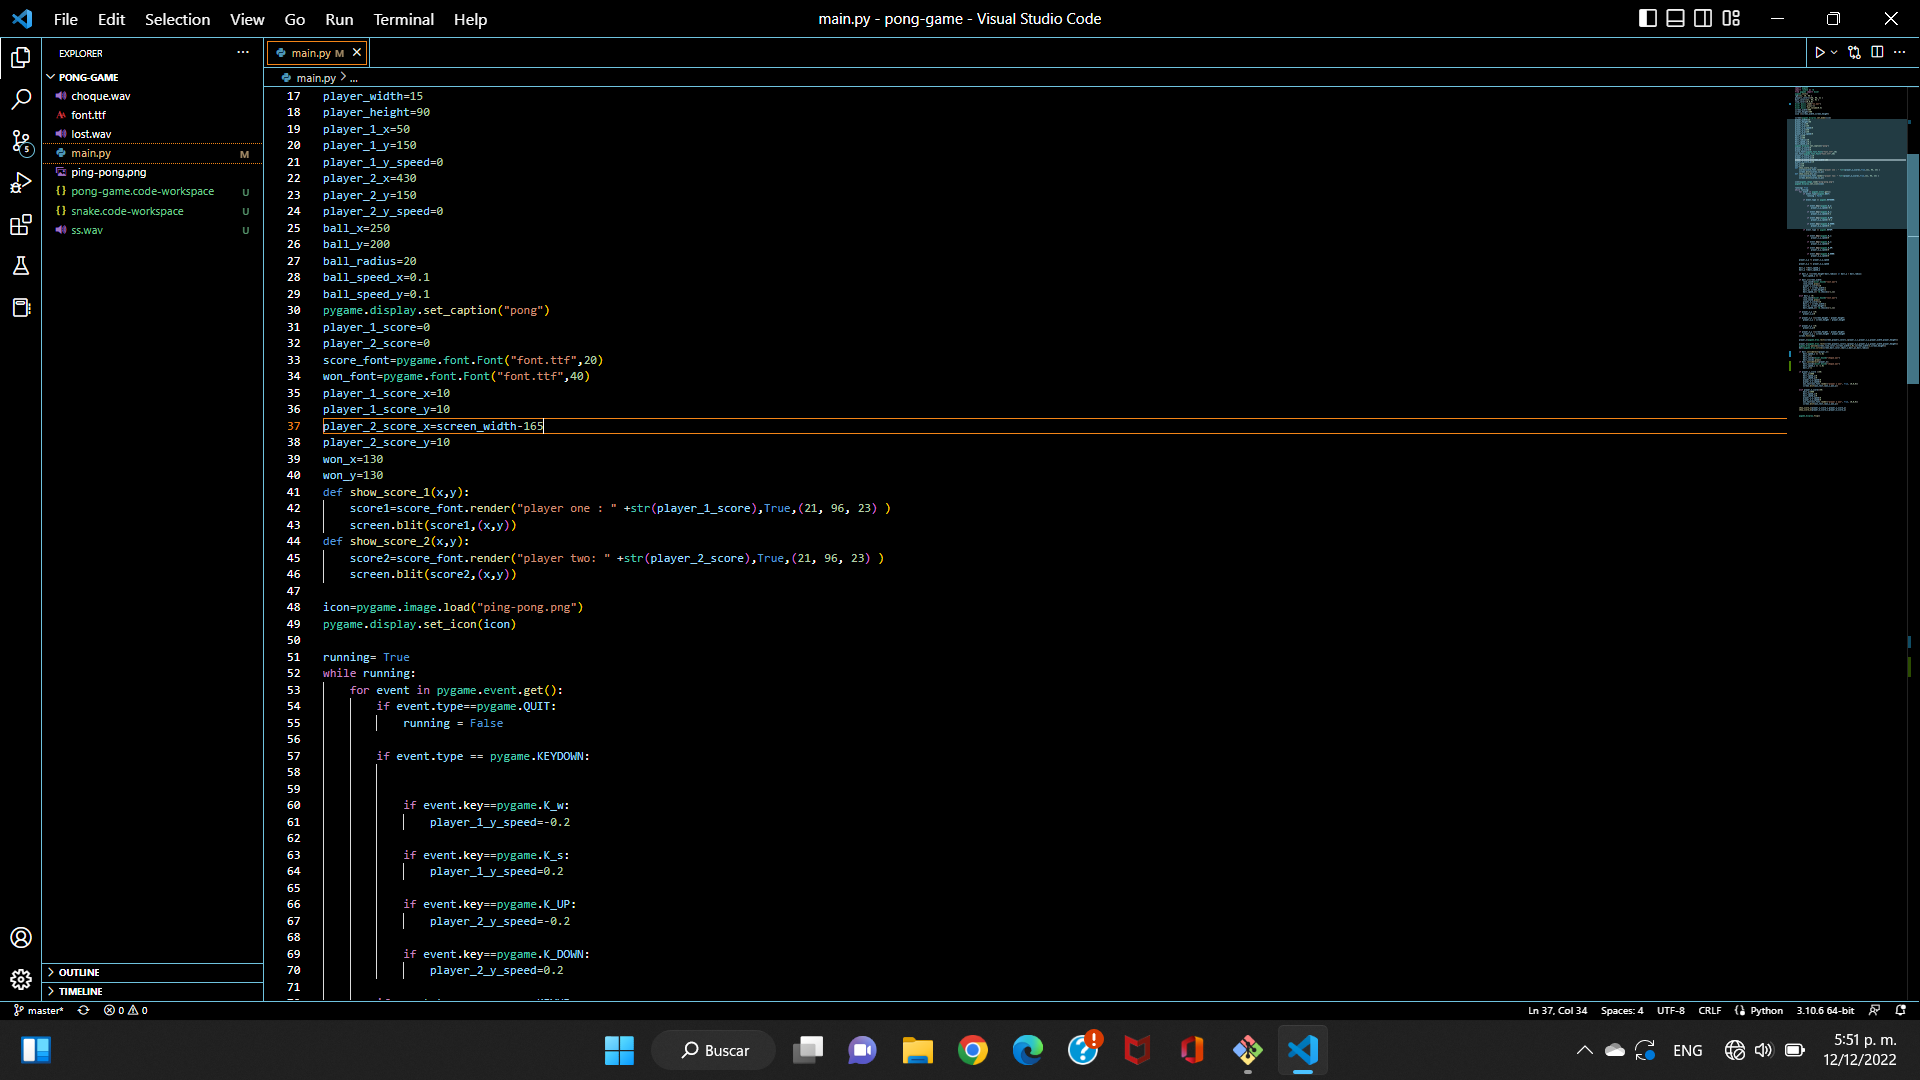 File Edit Selection View Go Run Terminal Help
main.py - pong-game - Visual Studio Code
EXPLORER
PONG-GAME
choque.wav
font.ttf
lost.wav
main.py M
ping-pong.png
pong-game.code-workspace U
snake.code-workspace U
ss.wav U
5
OUTLINE
TIMELINE
main.py M
main.py > ...
17 player_width=15
18 player_height=90
19 player_1_x=50
20 player_1_y=150
21 player_1_y_speed=0
22 player_2_x=430
23 player_2_y=150
24 player_2_y_speed=0
25 ball_x=250
26 ball_y=200
27 ball_radius=20
28 ball_speed_x=0.1
29 ball_speed_y=0.1
30 pygame.display.set_caption("pong")
31 player_1_score=0
32 player_2_score=0
33 score_font=pygame.font.Font("font.ttf",20)
34 won_font=pygame.font.Font("font.ttf",40)
35 player_1_score_x=10
36 player_1_score_y=10
37 player_2_score_x=screen_width-165
38 player_2_score_y=10
39 won_x=130
40 won_y=130
41 def show_score_1(x,y):
42     score1=score_font.render("player one : " +str(player_1_score),True,(21, 96, 23) )
43     screen.blit(score1,(x,y))
44 def show_score_2(x,y):
45     score2=score_font.render("player two: " +str(player_2_score),True,(21, 96, 23) )
46     screen.blit(score2,(x,y))
47
48 icon=pygame.image.load("ping-pong.png")
49 pygame.display.set_icon(icon)
50
51 running= True
52 while running:
53     for event in pygame.event.get():
54         if event.type==pygame.QUIT:
55             running = False
56
57         if event.type == pygame.KEYDOWN:
58
59
60             if event.key==pygame.K_w:
61                 player_1_y_speed=-0.2
62
63             if event.key==pygame.K_s:
64                 player_1_y_speed=0.2
65
66             if event.key==pygame.K_UP:
67                 player_2_y_speed=-0.2
68
69             if event.key==pygame.K_DOWN:
70                 player_2_y_speed=0.2
71
master* 0 0
Ln 37, Col 34 Spaces: 4 UTF-8 CRLF Python 3.10.6 64-bit
Buscar
ENG
5:51 p. m.
12/12/2022